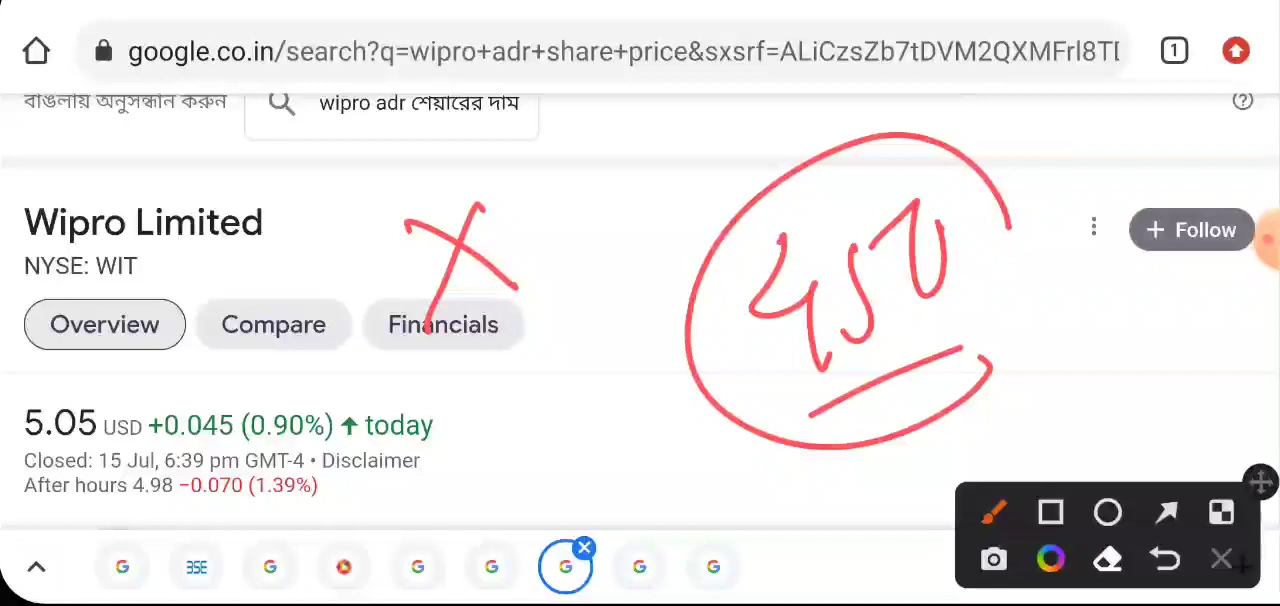 google.co.in/search?q=wipro+adr+share+price&sxsrf=ALiCzsZb7tDVM2QXMFrl8TI
1
বাঙলায় অনুসন্ধান করুন
wipro adr শেয়ারের দাম
Wipro Limited
NYSE: WIT
+ Follow
450
Overview
Compare
Financials
5.05 USD +0.045 (0.90%) ↑ today
Closed: 15 Jul, 6:39 pm GMT-4 • Disclaimer
After hours 4.98 −0.070 (1.39%)
G BSE G G G G G G